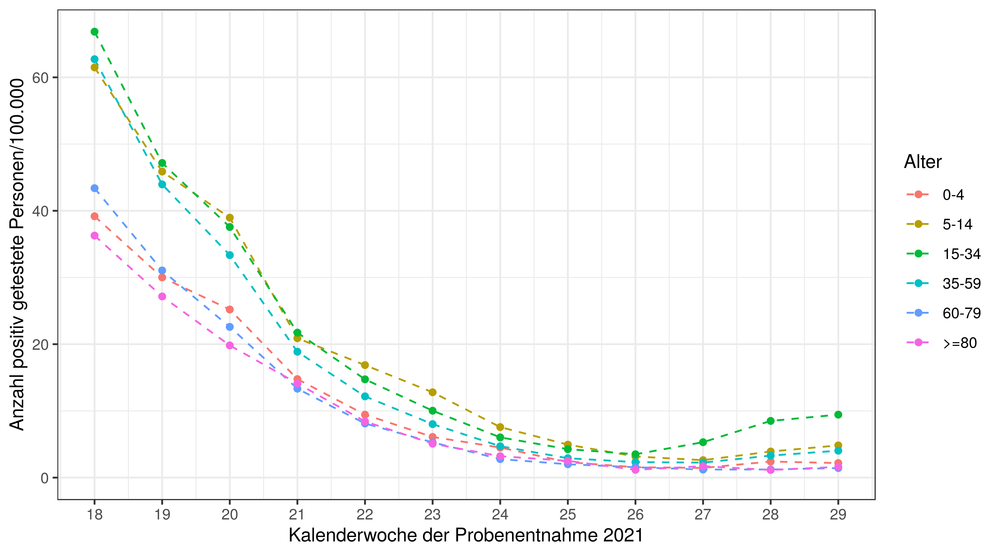 Anzahl positiv getestete Personen/100.000
60
40
20
0
18 19 20 21 22 23 24 25 26 27 28 29
Kalenderwoche der Probenentnahme 2021
Alter
0-4
5-14
15-34
35-59
60-79
>=80